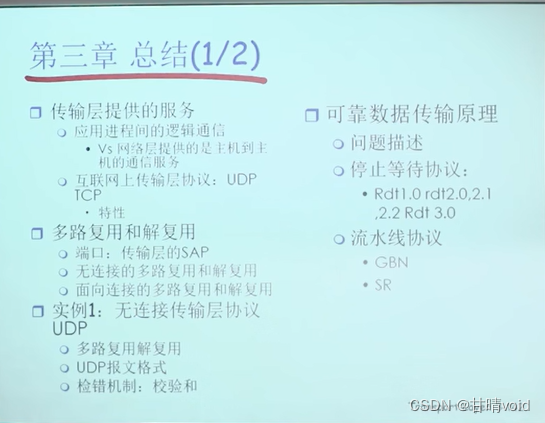 第三章 总结(1/2)
传输层提供的服务
应用进程间的逻辑通信
Vs 网络层提供的是主机到主
机的通信服务
互联网上传输层协议：UDP
TCP
特性
多路复用和解复用
端口：传输层的SAP
无连接的多路复用和解复用
面向连接的多路复用和解复用
实例1：无连接传输层协议
UDP
多路复用解复用
UDP报文格式
检错机制：校验和
可靠数据传输原理
问题描述
停止等待协议：
Rdt1.0 rdt2.0,2.1
,2.2 Rdt 3.0
流水线协议
GBN
SR
CSDN @甘晴void